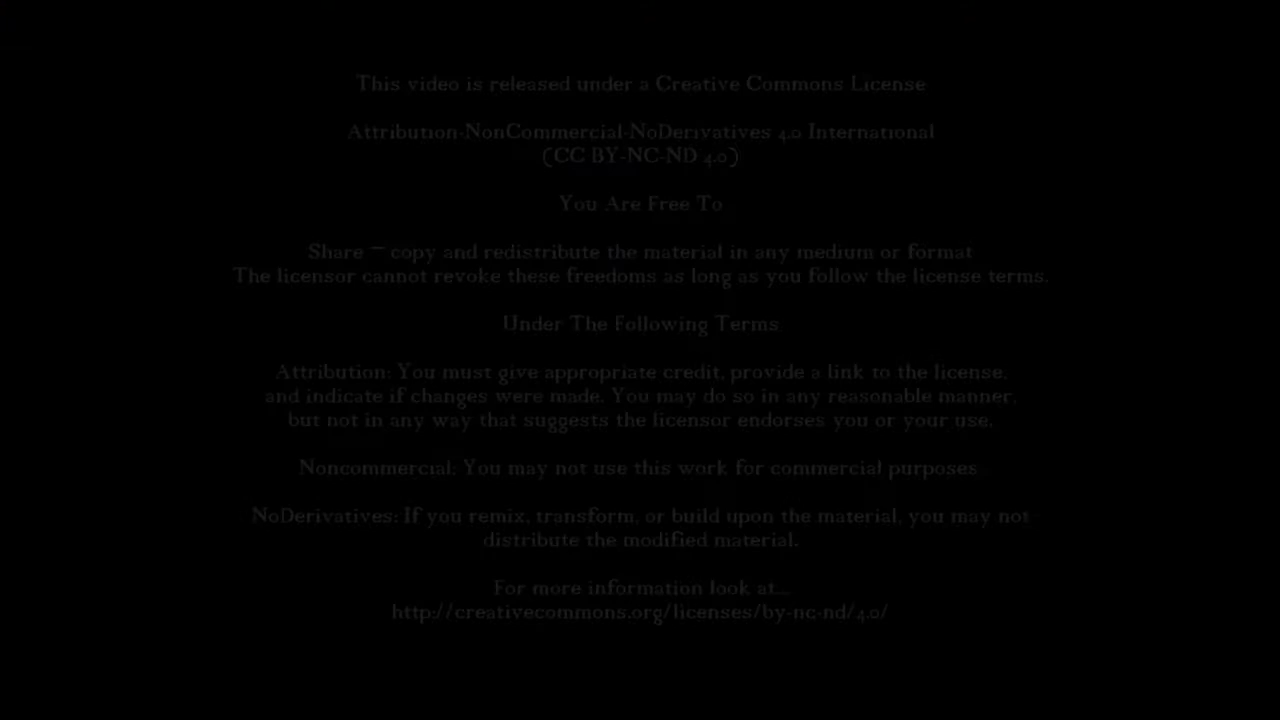 This video is released under a Creative Commons License
Attribution-NonCommercial-NoDerivatives 4.0 International
(CC BY-NC-ND 4.0)
You Are Free To
Share — copy and redistribute the material in any medium or format
The licensor cannot revoke these freedoms as long as you follow the license terms.
Under The Following Terms
Attribution: You must give appropriate credit, provide a link to the license,
and indicate if changes were made. You may do so in any reasonable manner,
but not in any way that suggests the licensor endorses you or your use.
Noncommercial: You may not use this work for commercial purposes
NoDerivatives: If you remix, transform, or build upon the material, you may not
distribute the modified material.
For more information look at...
http://creativecommons.org/licenses/by-nc-nd/4.0/